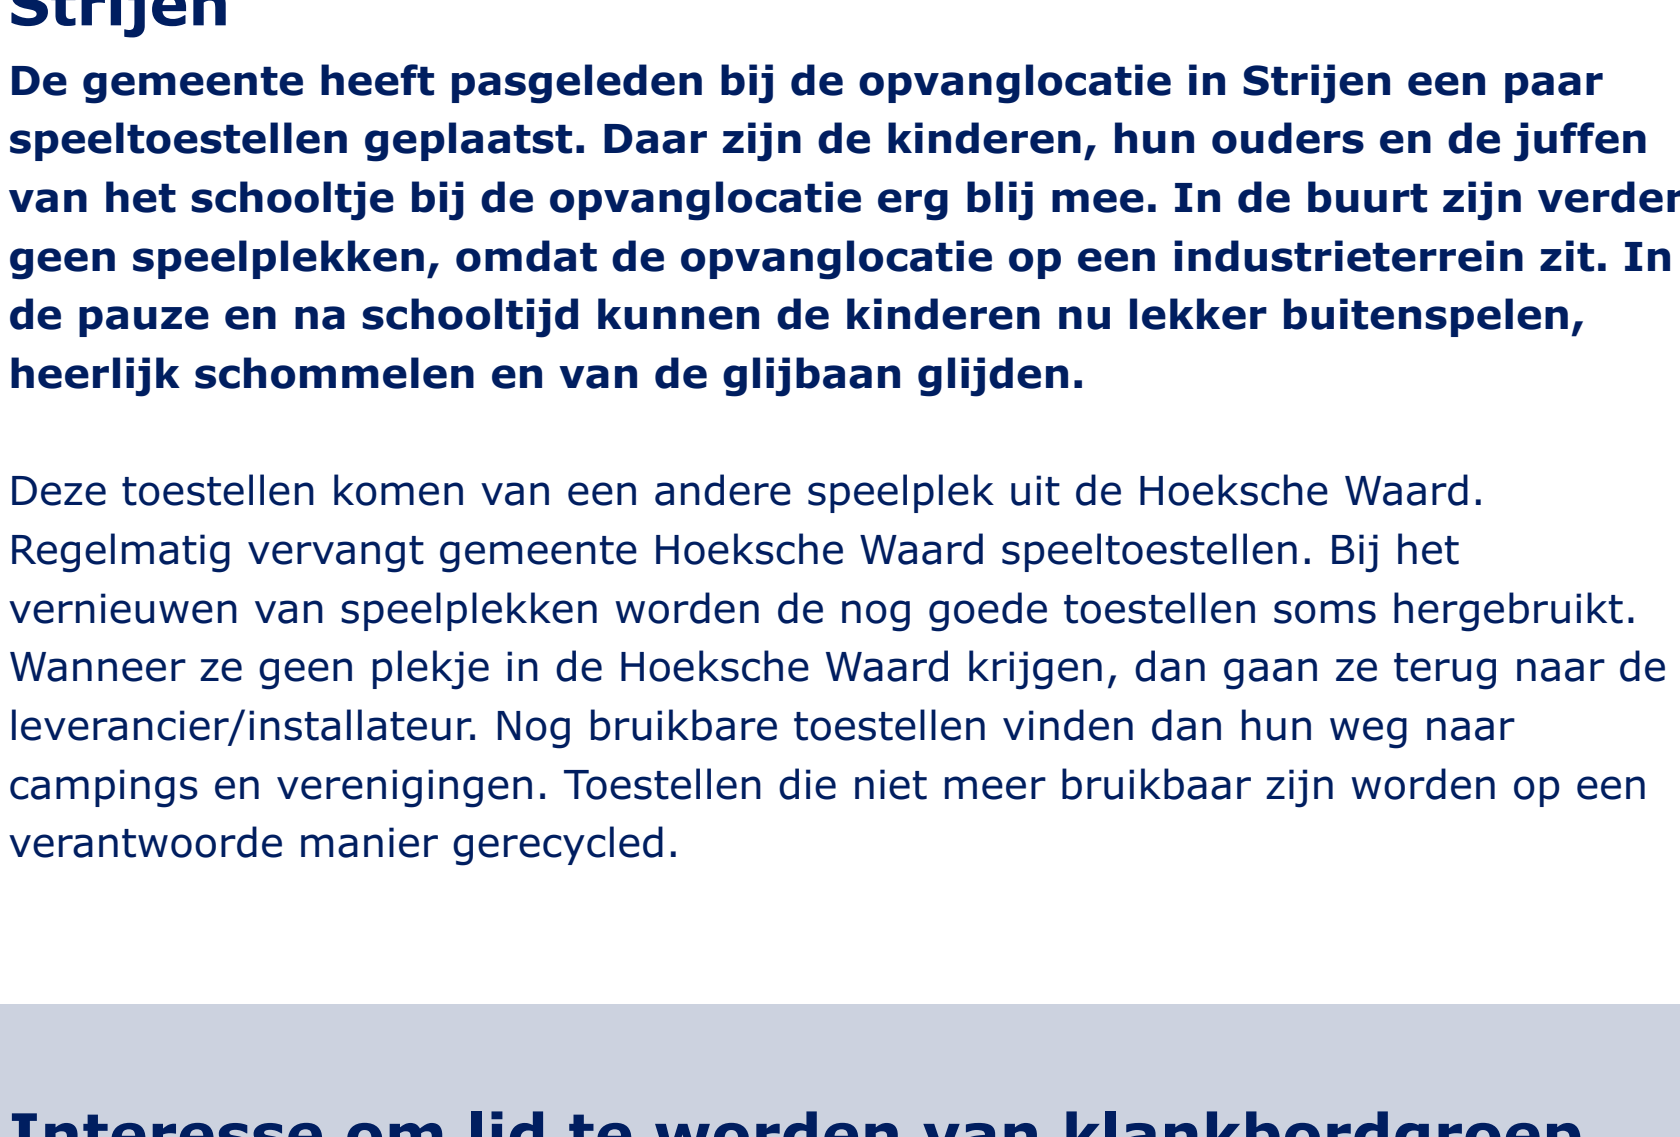 Strijen
De gemeente heeft pasgeleden bij de opvanglocatie in Strijen een paar
speeltoestellen geplaatst. Daar zijn de kinderen, hun ouders en de juffen
van het schooltje bij de opvanglocatie erg blij mee. In de buurt zijn verder
geen speelplekken, omdat de opvanglocatie op een industrieterrein zit. In
de pauze en na schooltijd kunnen de kinderen nu lekker buitenspelen,
heerlijk schommelen en van de glijbaan glijden.
Deze toestellen komen van een andere speelplek uit de Hoeksche Waard.
Regelmatig vervangt gemeente Hoeksche Waard speeltoestellen. Bij het
vernieuwen van speelplekken worden de nog goede toestellen soms hergebruikt.
Wanneer ze geen plekje in de Hoeksche Waard krijgen, dan gaan ze terug naar de
leverancier/installateur. Nog bruikbare toestellen vinden dan hun weg naar
campings en verenigingen. Toestellen die niet meer bruikbaar zijn worden op een
verantwoorde manier gerecycled.
Interesse om lid te worden van klankbordgroep